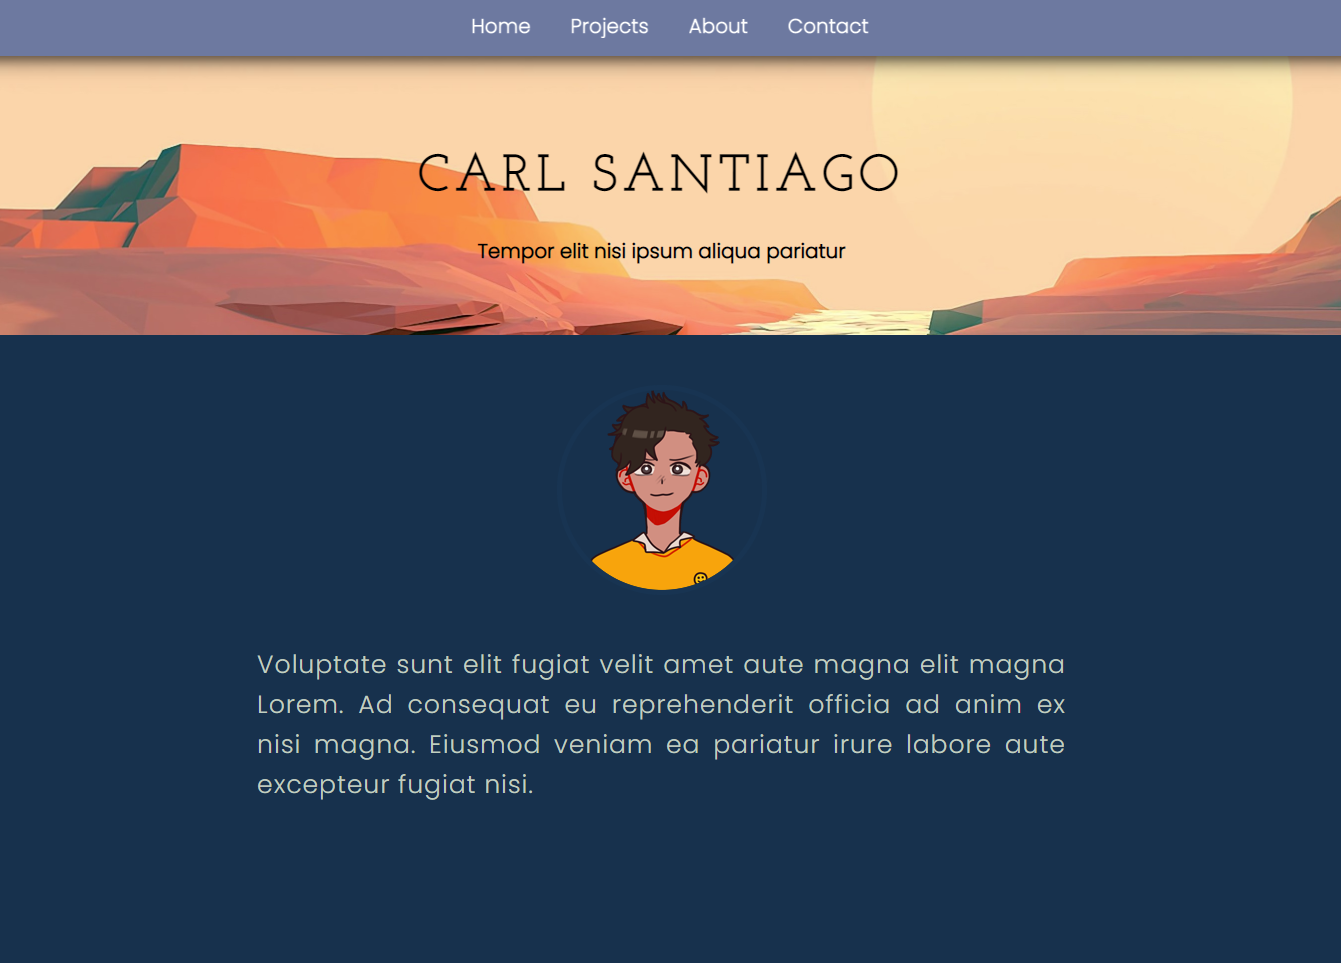 Home Projects About Contact
CARL SANTIAGO
Tempor elit nisi ipsum aliqua pariatur
Voluptate sunt elit fugiat velit amet aute magna elit magna
Lorem. Ad consequat eu reprehenderit officia ad anim ex
nisi magna. Eiusmod veniam ea pariatur irure labore aute
excepteur fugiat nisi.